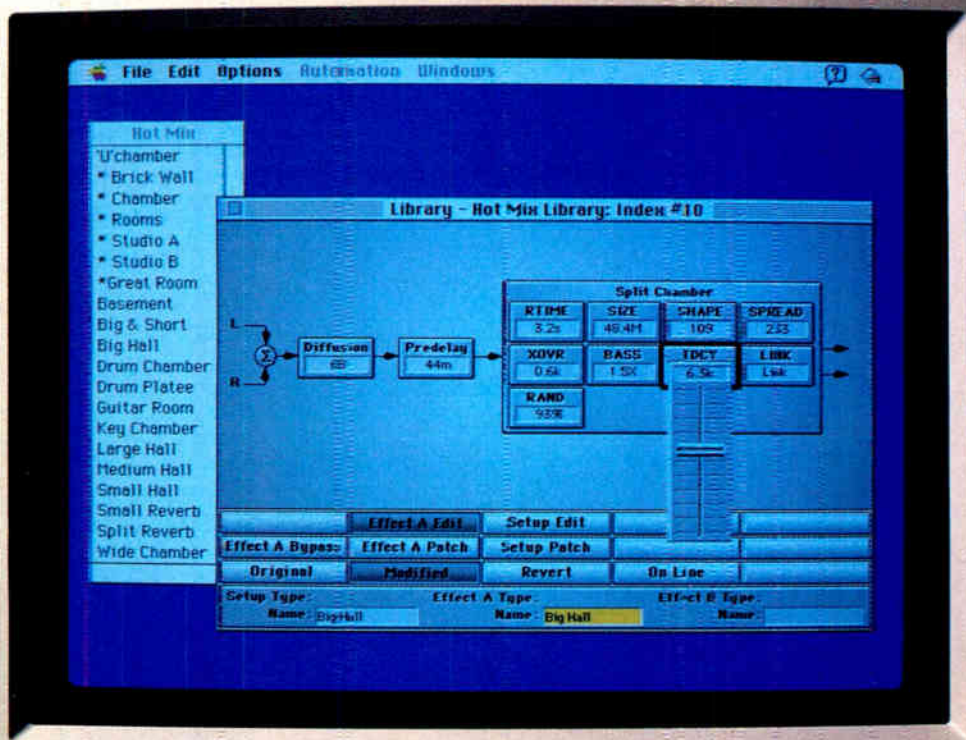 File Edit Options Automation Windows
Hot Mix
'U'chamber
* Brick Wall
* Chamber
* Rooms
* Studio A
* Studio B
*Great Room
Basement
Big & Short
Big Hall
Drum Chamber
Drum Platee
Guitar Room
Key Chamber
Large Hall
Medium Hall
Small Hall
Small Reverb
Split Reverb
Wide Chamber
Library - Hot Mix Library: Index #10
L
R
Σ
Diffusion
68
Predelay
44m
Split Chamber
RTIME SIZE SHAPE SPREAD
3.2s 48.4M 109 233
XOVR BASS TDCY LINK
0.6k 1.5X 6.5k Link
RAND
93%
Effect A Edit Setup Edit
Effect A Bypass Effect A Patch Setup Patch
Original Modified Revert On Line
Setup Type: Effect A Type: Effect B Type:
Name: Big Hall Name: Big Hall Name: